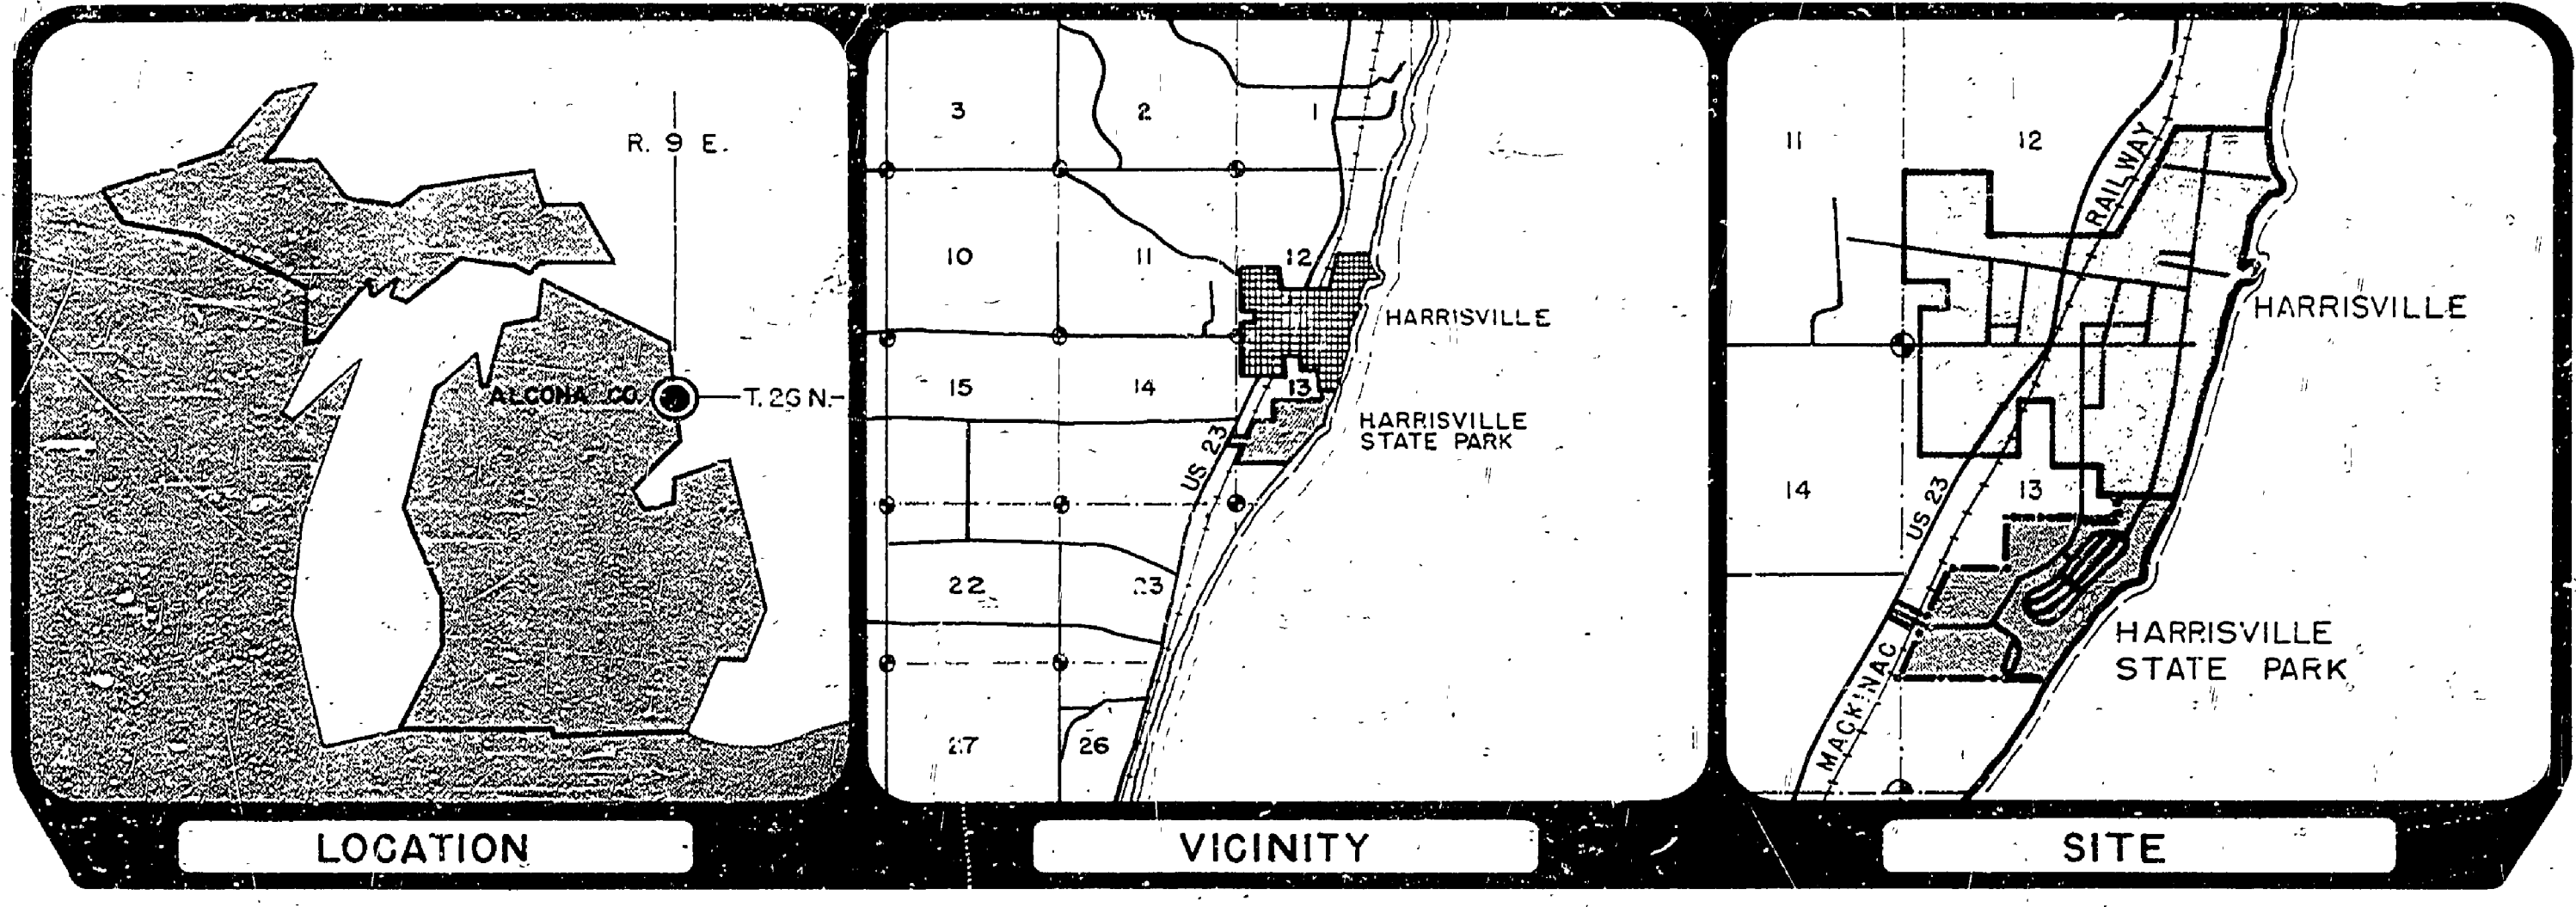 R. 9 E.
ALCONA CO.
T. 26 N.
LOCATION
3
2
1
10
11
12
HARRISVILLE
15
14
13
HARRISVILLE
STATE PARK
US 23
22
23
27
26
VICINITY
11
12
RAILWAY
HARRISVILLE
14
13
US 23
HARRISVILLE
STATE PARK
MACKINAC
SITE